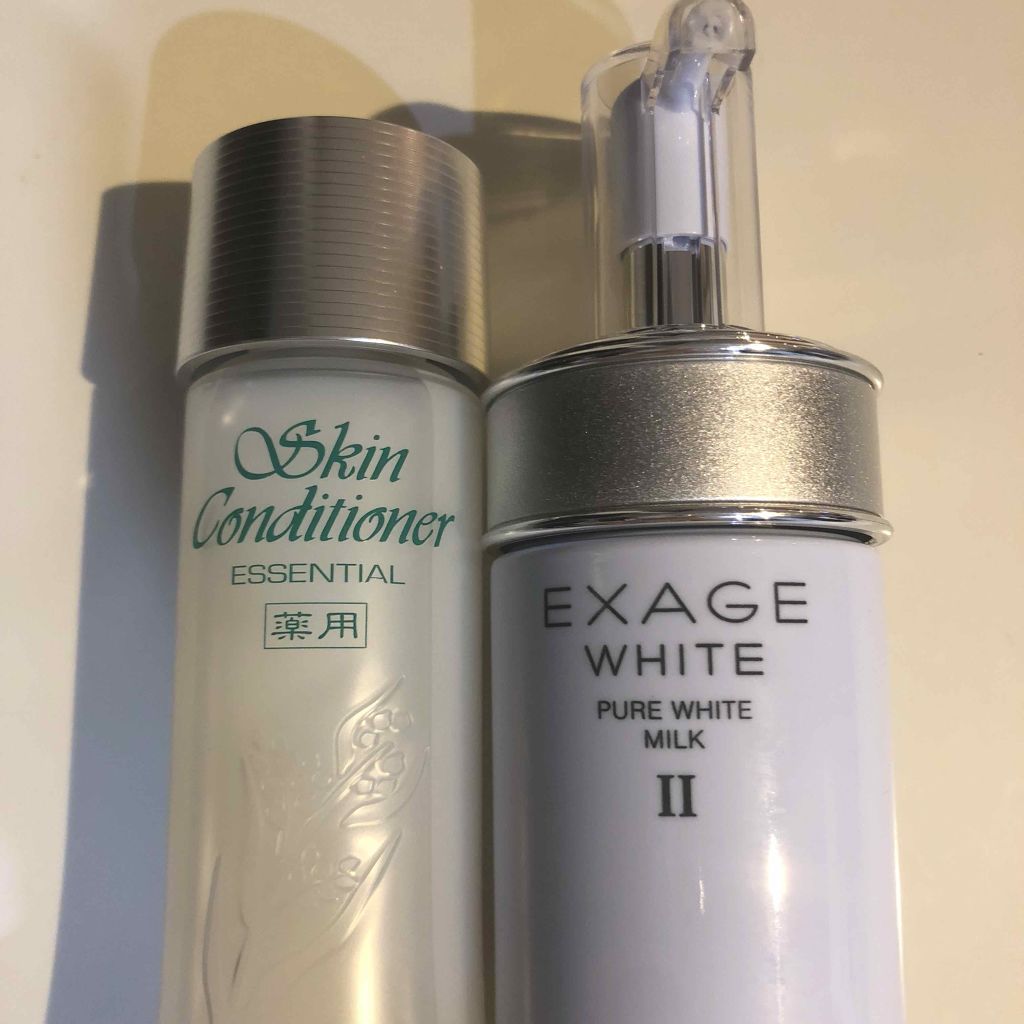 Skin
Conditioner
ESSENTIAL
薬用
EXAGE
WHITE
PURE WHITE
MILK
II